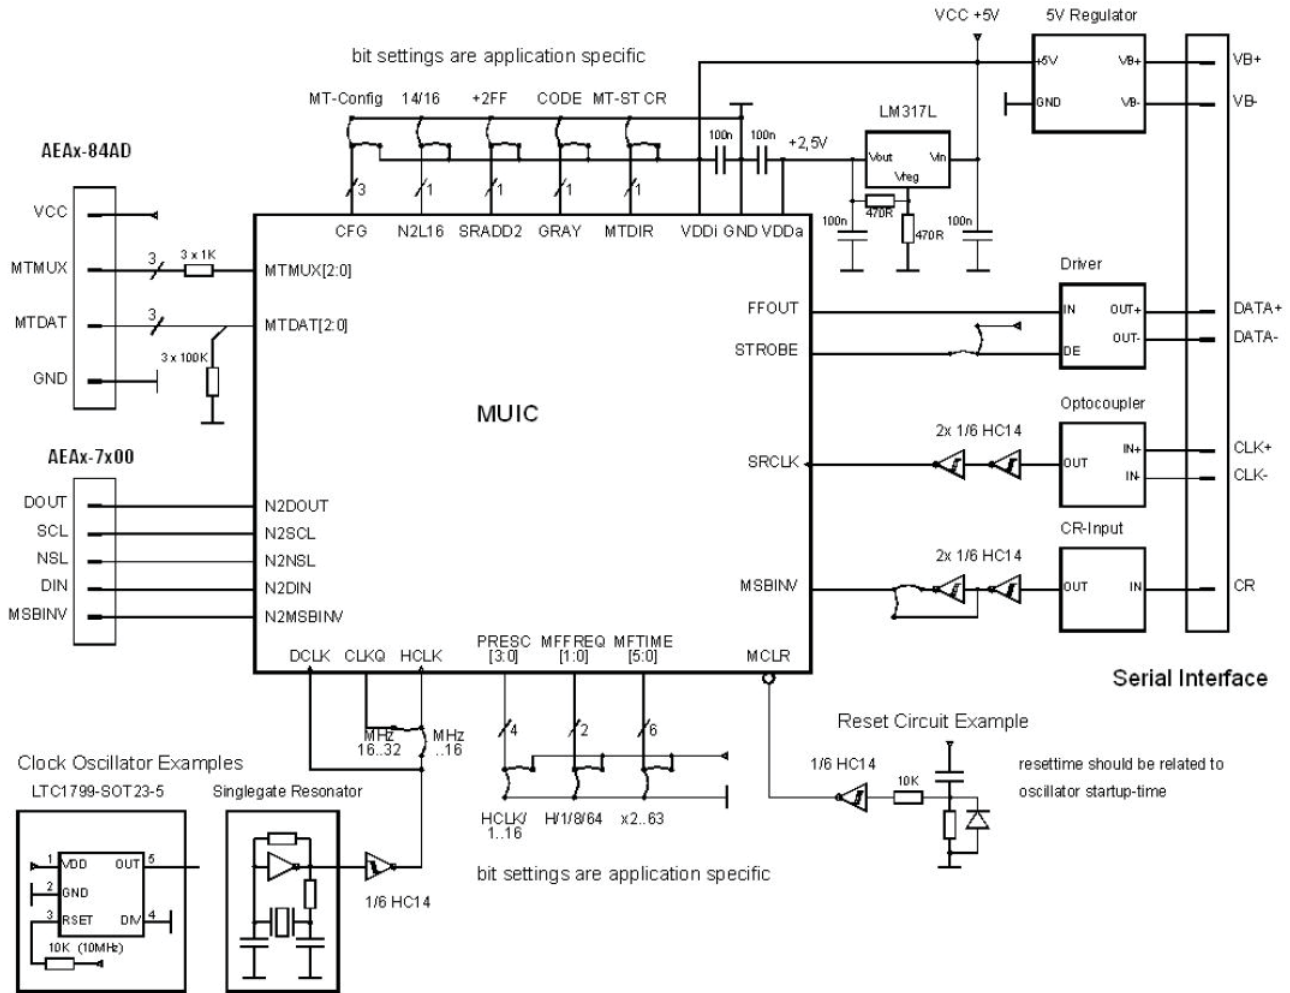 VCC +5V
5V Regulator
bit settings are application specific
+5V
VB+
VB+
GND
VB-
VB-
MT-Config
14/16
+2FF
CODE
MT-ST CR
LM317L
100n
100n
+2,5V
Vout
Vin
Vreg
AEAx-84AD
3
1
1
1
1
470R
VCC
CFG
N2L16
SRADD2
GRAY
MTDIR
VDDi
GND
VDDa
100n
470R
100n
MTMUX
3
3 x 1K
MTMUX[2:0]
Driver
MTDAT
3
MTDAT[2:0]
FFOUT
IN
OUT+
DATA+
3 x 100K
STROBE
DE
OUT-
DATA-
GND
MUIC
Optocoupler
2x 1/6 HC14
AEAx-7x00
SRCLK
OUT
IN+
CLK+
IN-
CLK-
DOUT
N2DOUT
SCL
N2SCL
CR-Input
NSL
N2NSL
2x 1/6 HC14
DIN
N2DIN
MSBINV
OUT
IN
CR
MSBINV
N2MSBINV
DCLK
CLKQ
HCLK
PRESC
[3:0]
MFFREQ
[1:0]
MFTIME
[5:0]
MCLR
Serial Interface
MHz
16..32
MHz
..16
4
2
6
Reset Circuit Example
Clock Oscillator Examples
1/6 HC14
10K
resettime should be related to
oscillator startup-time
LTC1799-SOT23-5
Singlegate Resonator
HCLK/
1..16
H/1/8/64
x2..63
1
VDD
OUT
5
2
GND
3
RSET
DIV
4
10K (10MHz)
1/6 HC14
bit settings are application specific